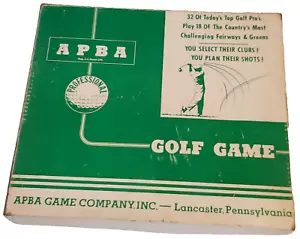 32 Of Today's Top Golf Pro's
Play 18 Of The Country's Most
Challenging Fairways & Greens
YOU SELECT THEIR CLUBS!
YOU PLAN THEIR SHOTS!
APBA
PROFESSIONAL
GOLF GAME
APBA GAME COMPANY, INC. — Lancaster, Pennsylvania